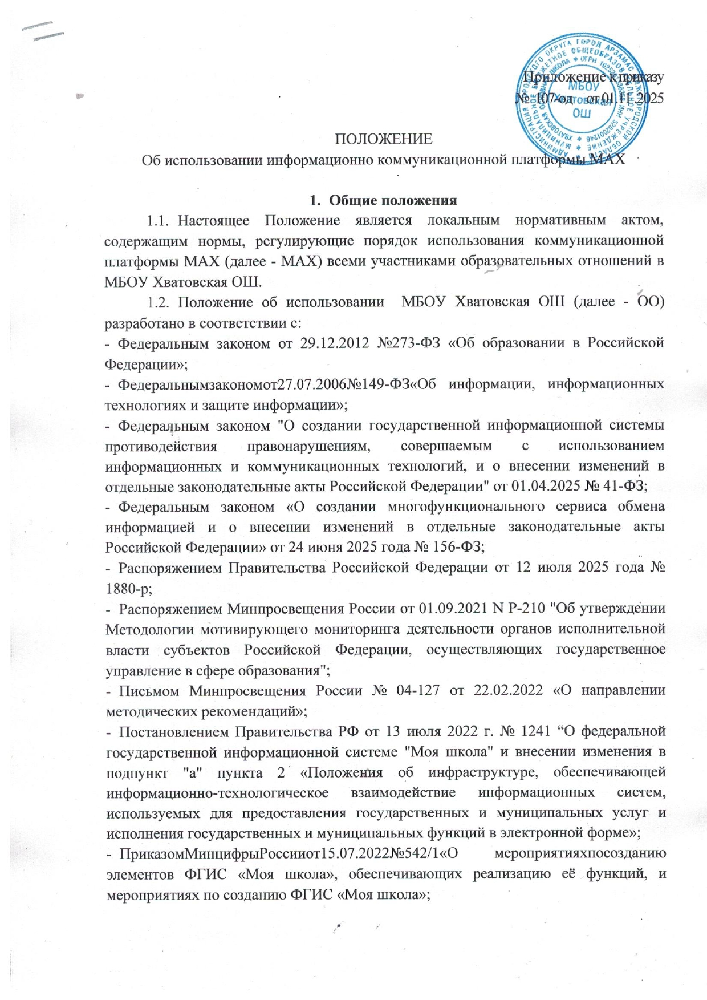 Приложение к приказу
№ 107-од от 01.11.2025
МБОУ
Хватовская
ОШ
ПОЛОЖЕНИЕ
Об использовании информационно коммуникационной платформы МАХ
1. Общие положения
1.1. Настоящее Положение является локальным нормативным актом,
содержащим нормы, регулирующие порядок использования коммуникационной
платформы МАХ (далее - МАХ) всеми участниками образовательных отношений в
МБОУ Хватовская ОШ.
1.2. Положение об использовании МБОУ Хватовская ОШ (далее - ОО)
разработано в соответствии с:
- Федеральным законом от 29.12.2012 №273-ФЗ «Об образовании в Российской
Федерации»;
- Федеральнымзакономот27.07.2006№149-ФЗ«Об информации, информационных
технологиях и защите информации»;
- Федеральным законом "О создании государственной информационной системы
противодействия правонарушениям, совершаемым с использованием
информационных и коммуникационных технологий, и о внесении изменений в
отдельные законодательные акты Российской Федерации" от 01.04.2025 № 41-ФЗ;
- Федеральным законом «О создании многофункционального сервиса обмена
информацией и о внесении изменений в отдельные законодательные акты
Российской Федерации» от 24 июня 2025 года № 156-ФЗ;
- Распоряжением Правительства Российской Федерации от 12 июля 2025 года №
1880-р;
- Распоряжением Минпросвещения России от 01.09.2021 N Р-210 "Об утверждении
Методологии мотивирующего мониторинга деятельности органов исполнительной
власти субъектов Российской Федерации, осуществляющих государственное
управление в сфере образования";
- Письмом Минпросвещения России № 04-127 от 22.02.2022 «О направлении
методических рекомендаций»;
- Постановлением Правительства РФ от 13 июля 2022 г. № 1241 “О федеральной
государственной информационной системе "Моя школа" и внесении изменения в
подпункт "а" пункта 2 «Положения об инфраструктуре, обеспечивающей
информационно-технологическое взаимодействие информационных систем,
используемых для предоставления государственных и муниципальных услуг и
исполнения государственных и муниципальных функций в электронной форме»;
- ПриказомМинцифрыРоссииот15.07.2022№542/1«О мероприятияхпосозданию
элементов ФГИС «Моя школа», обеспечивающих реализацию её функций, и
мероприятиях по созданию ФГИС «Моя школа»;